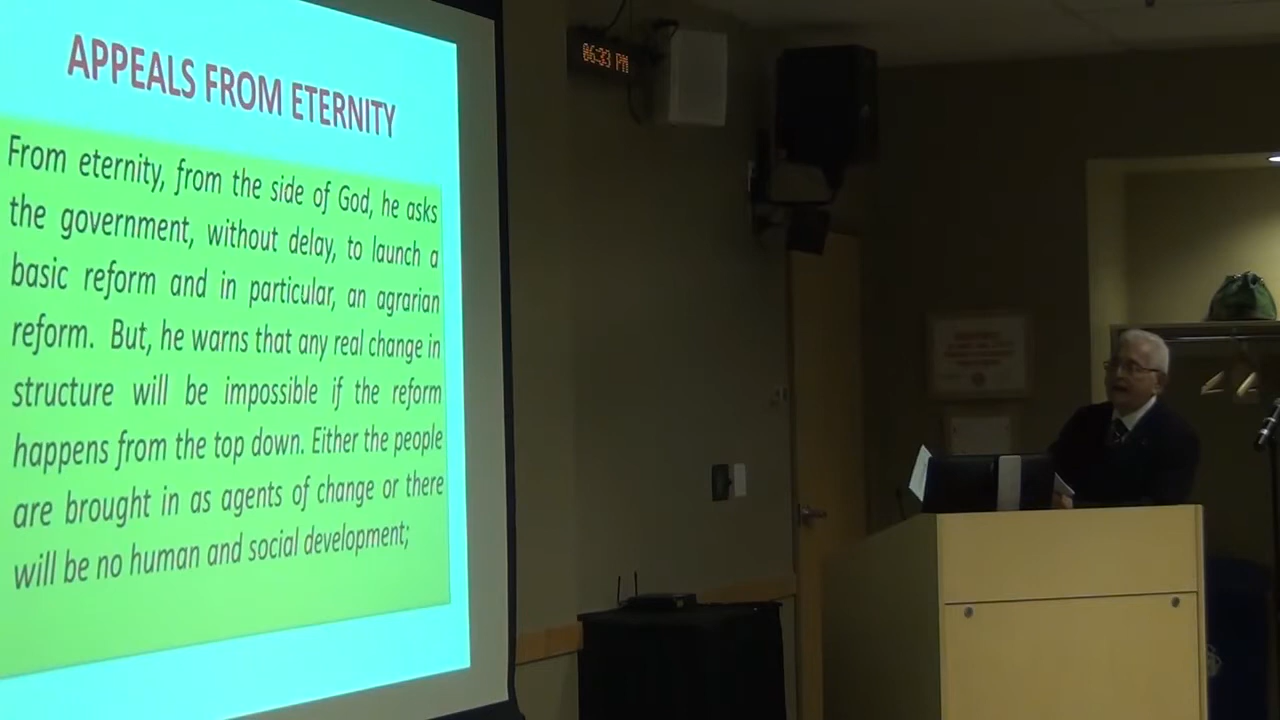 APPEALS FROM ETERNITY
From eternity, from the side of God, he asks
the government, without delay, to launch a
basic reform and in particular, an agrarian
reform. But, he warns that any real change in
structure will be impossible if the reform
happens from the top down. Either the people
are brought in as agents of change or there
will be no human and social development;
06:33 PM